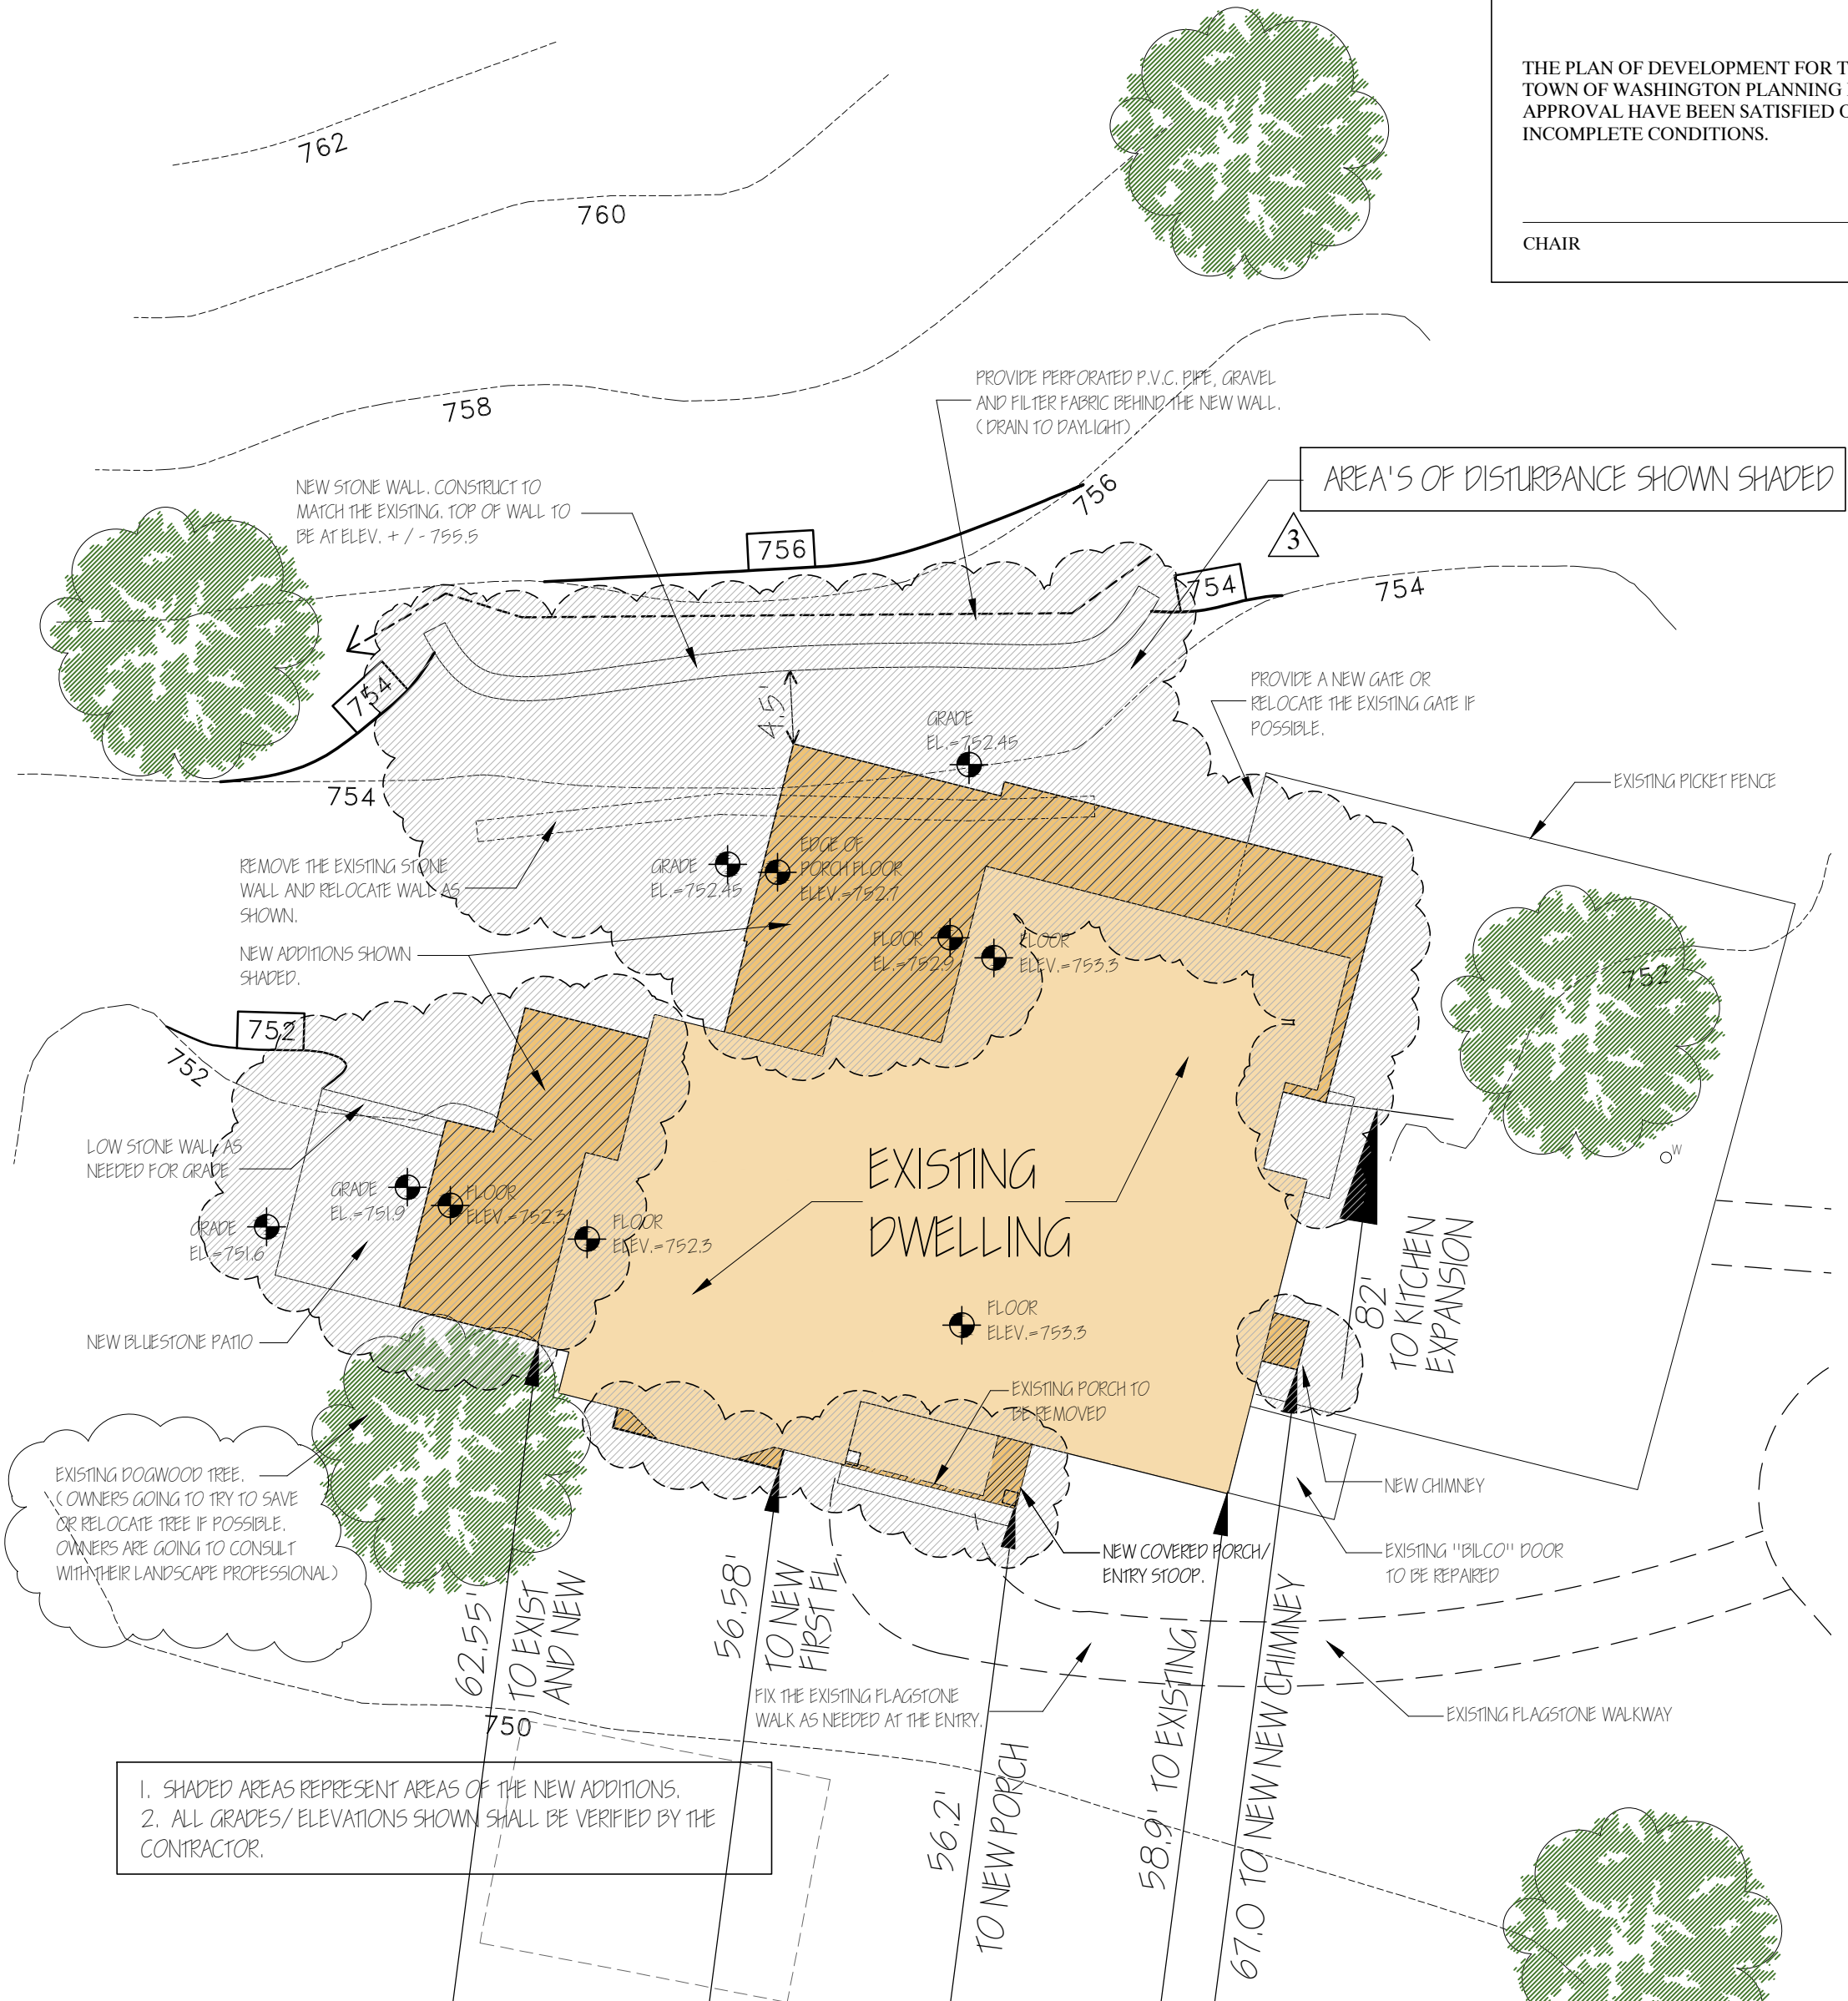 THE PLAN OF DEVELOPMENT FOR T
TOWN OF WASHINGTON PLANNING
APPROVAL HAVE BEEN SATISFIED O
INCOMPLETE CONDITIONS.
CHAIR
762
760
758
PROVIDE PERFORATED P.V.C. PIPE, GRAVEL
AND FILTER FABRIC BEHIND THE NEW WALL.
(DRAIN TO DAYLIGHT)
AREA'S OF DISTURBANCE SHOWN SHADED
3
NEW STONE WALL. CONSTRUCT TO
MATCH THE EXISTING. TOP OF WALL TO
BE AT ELEV. + / - 755.5
756
756
754
754
754
754
4.5'
GRADE
EL.=752.45
PROVIDE A NEW GATE OR
RELOCATE THE EXISTING GATE IF
POSSIBLE.
EXISTING PICKET FENCE
REMOVE THE EXISTING STONE
WALL AND RELOCATE WALL AS
SHOWN.
GRADE
EL.=752.45
EDGE OF
PORCH FLOOR
ELEV.=752.7
NEW ADDITIONS SHOWN
SHADED.
FLOOR
EL.=752.9
FLOOR
ELEV.=753.3
752
752
752
LOW STONE WALL AS
NEEDED FOR GRADE
GRADE
EL.=751.9
FLOOR
ELEV.=752.3
GRADE
EL.=751.6
FLOOR
ELEV.=752.3
EXISTING
DWELLING
W
FLOOR
ELEV.=753.3
82'
TO KITCHEN
EXPANSION
NEW BLUESTONE PATIO
EXISTING PORCH TO
BE REMOVED
EXISTING DOGWOOD TREE.
(OWNERS GOING TO TRY TO SAVE
OR RELOCATE TREE IF POSSIBLE.
OWNERS ARE GOING TO CONSULT
WITH THEIR LANDSCAPE PROFESSIONAL)
NEW CHIMNEY
NEW COVERED PORCH/
ENTRY STOOP.
EXISTING "BILCO" DOOR
TO BE REPAIRED
62.55'
TO EXIST
AND NEW
56.58'
TO NEW
FIRST FL
FIX THE EXISTING FLAGSTONE
WALK AS NEEDED AT THE ENTRY.
EXISTING FLAGSTONE WALKWAY
750
56.2'
TO NEW PORCH
58.9' TO EXISTING
67.0 TO NEW NEW CHIMNEY
1. SHADED AREAS REPRESENT AREAS OF THE NEW ADDITIONS.
2. ALL GRADES/ ELEVATIONS SHOWN SHALL BE VERIFIED BY THE
CONTRACTOR.